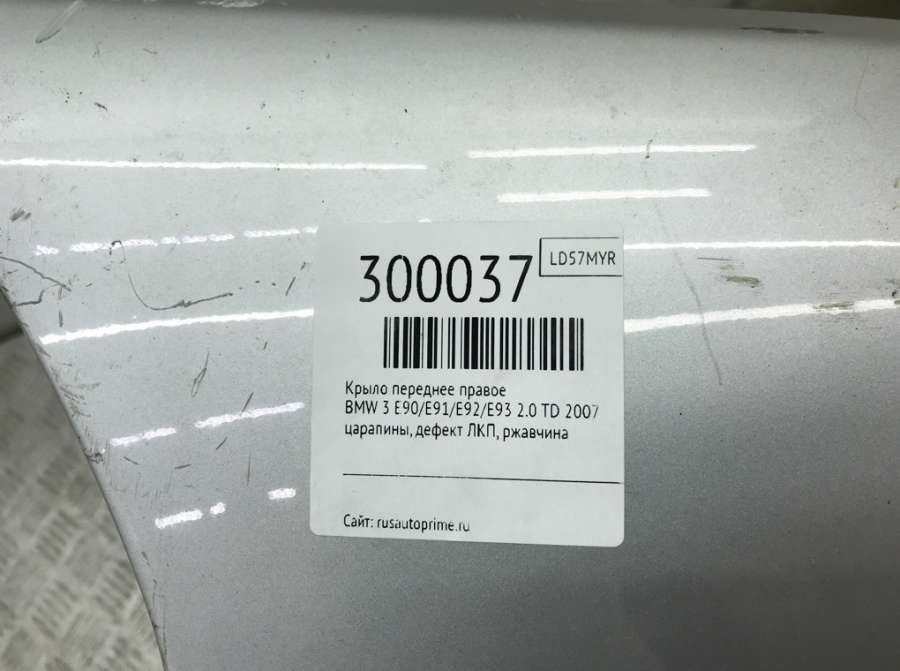 300037
LD57MYR
Крыло переднее правое
BMW 3 E90/E91/E92/E93 2.0 TD 2007
царапины, дефект ЛКП, ржавчина
Сайт: rusautoprime.ru